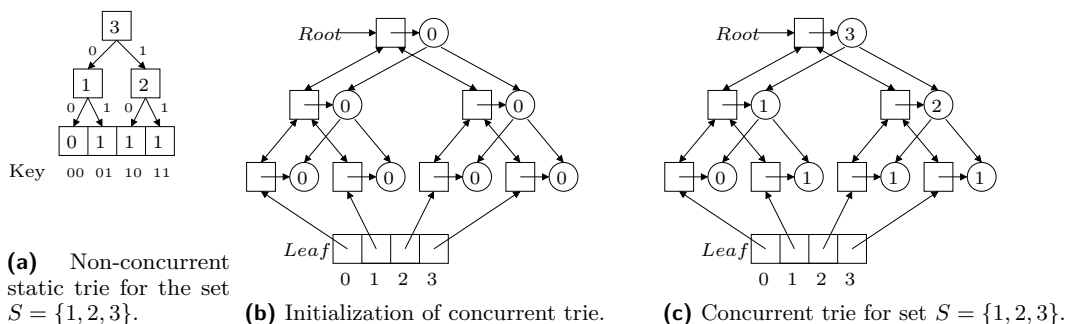 3
0 1
1 2
0 1 0 1
0 1 1 1
Key 00 01 10 11
(a) Non-concurrent
static trie for the set
S = {1, 2, 3}.
Root 0
0 0
0 0 0 0
Leaf
0 1 2 3
(b) Initialization of concurrent trie.
Root 3
1 2
0 1 1 1
Leaf
0 1 2 3
(c) Concurrent trie for set S = {1, 2, 3}.